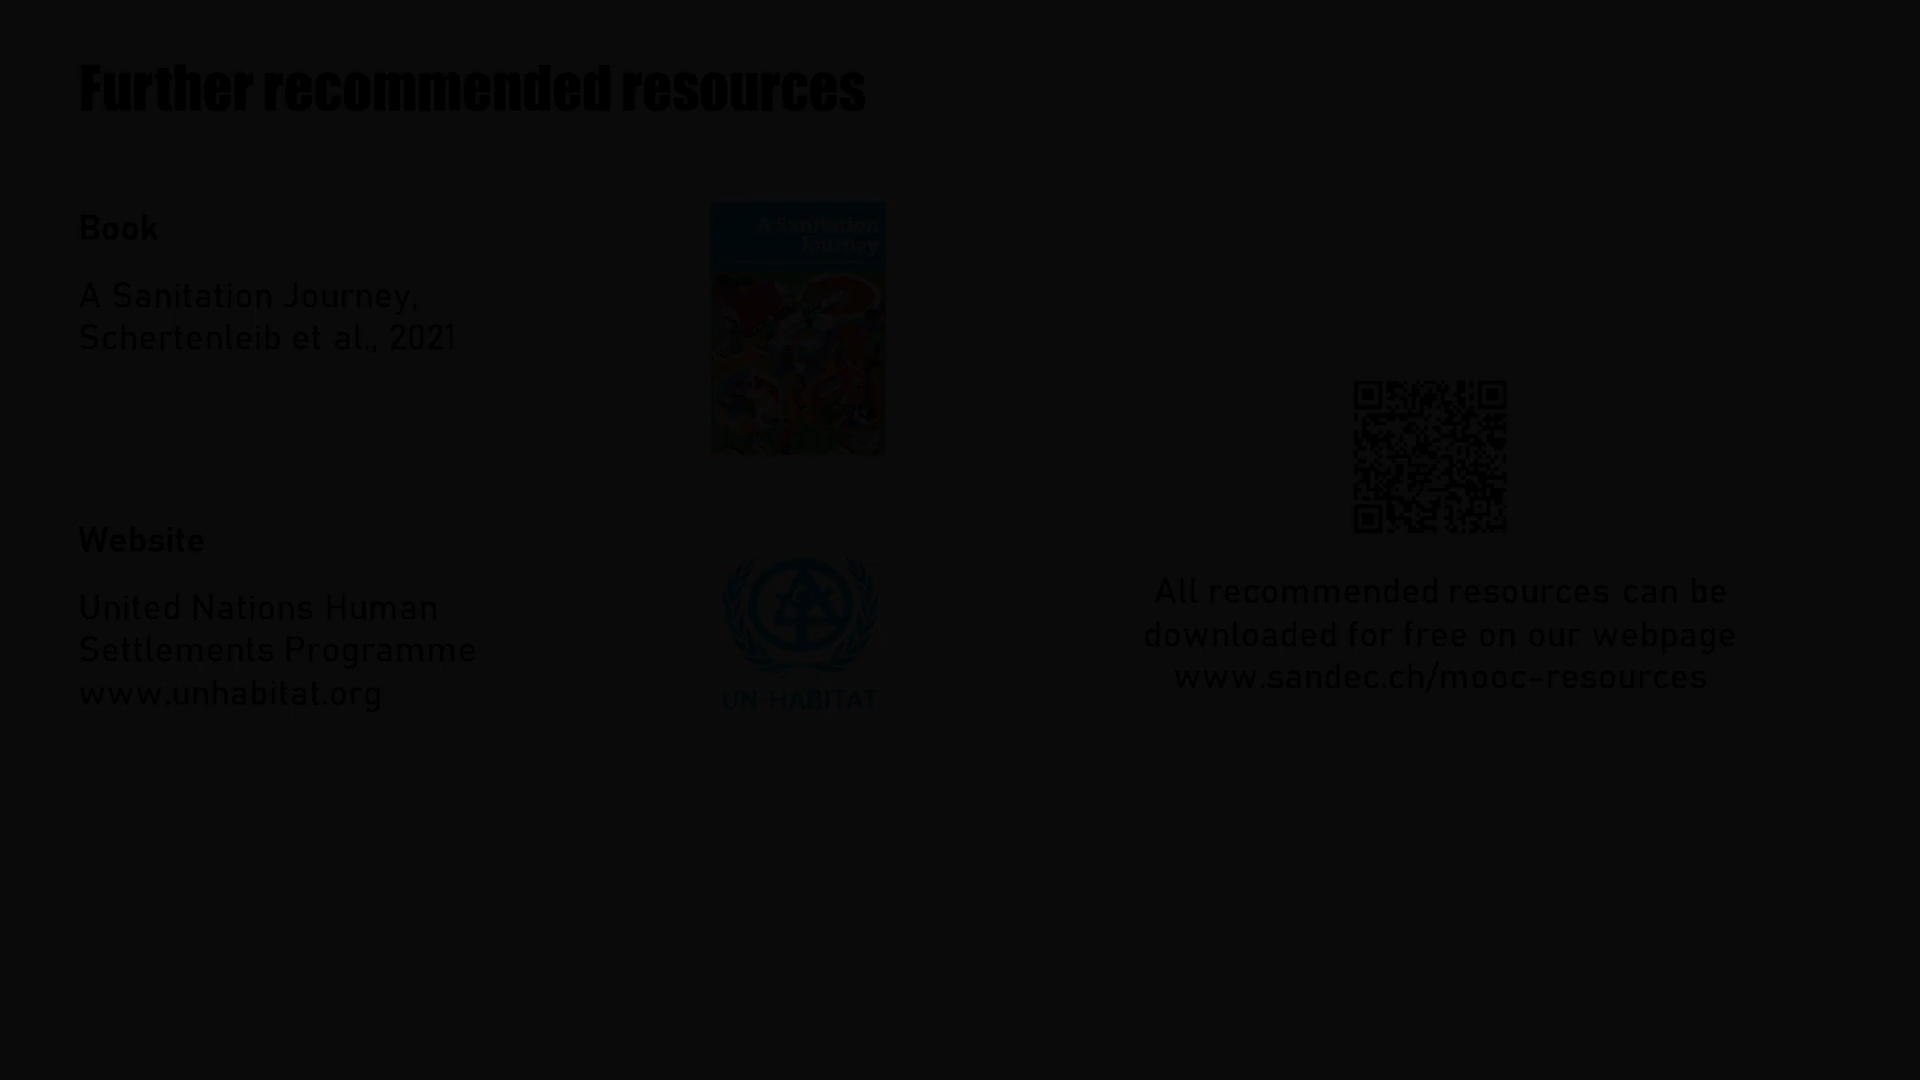 Further recommended resources
Book
A Sanitation Journey,
Schertenleib et al., 2021
A Sanitation
Journey
Website
United Nations Human
Settlements Programme
www.unhabitat.org
UN-HABITAT
All recommended resources can be
downloaded for free on our webpage
www.sandec.ch/mooc-resources